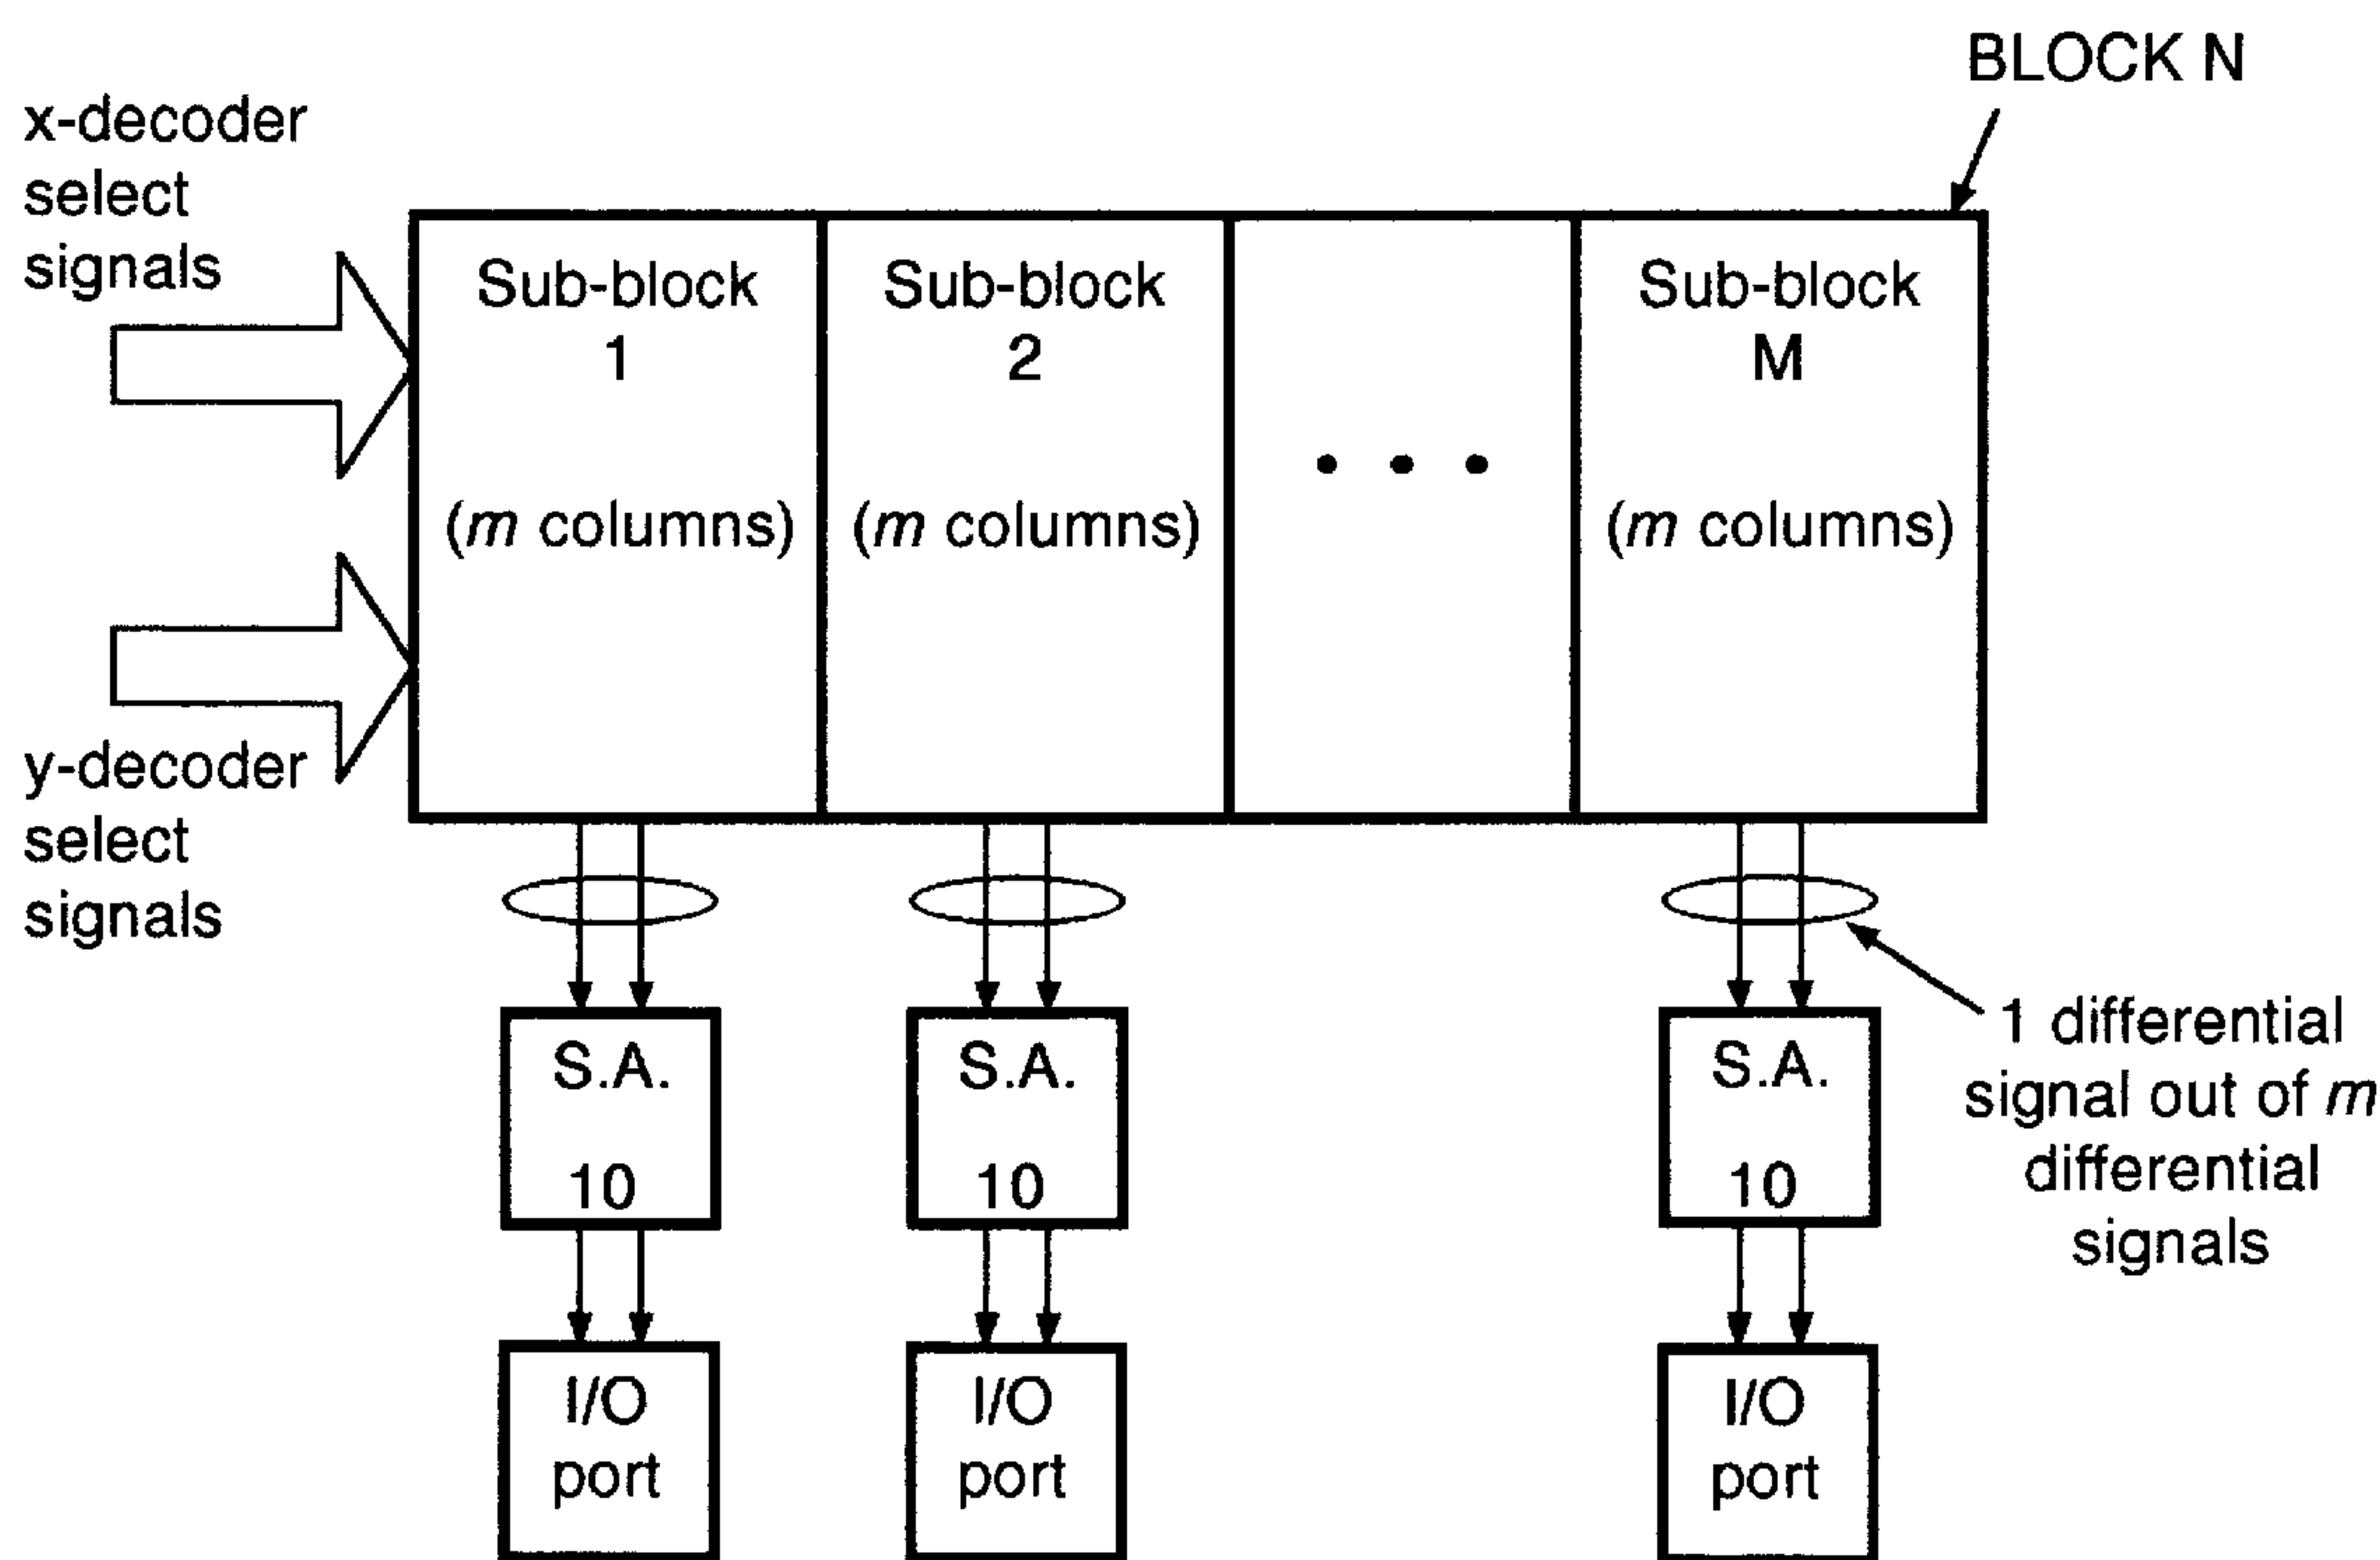 BLOCK N
x-decoder
select
signals
Sub-block
1
(m columns)
Sub-block
2
(m columns)
• • •
Sub-block
M
(m columns)
y-decoder
select
signals
1 differential
signal out of m
differential
signals
S.A.
10
S.A.
10
S.A.
10
I/O
port
I/O
port
I/O
port